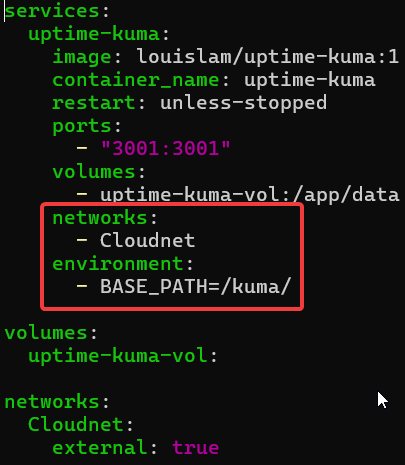 services:
  uptime-kuma:
    image: louislam/uptime-kuma:1
    container_name: uptime-kuma
    restart: unless-stopped
    ports:
      - "3001:3001"
    volumes:
      - uptime-kuma-vol:/app/data
    networks:
      - Cloudnet
    environment:
      - BASE_PATH=/kuma/
volumes:
  uptime-kuma-vol:
networks:
  Cloudnet:
    external: true